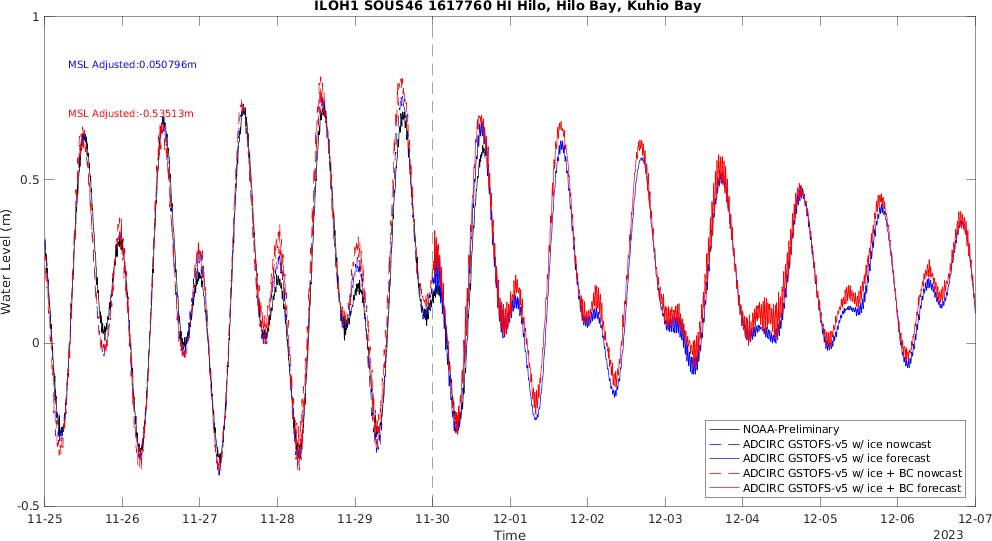 ILOH1 SOUS46 1617760 HI Hilo, Hilo Bay, Kuhio Bay
1
MSL Adjusted:0.050796m
MSL Adjusted:-0.53513m
0.5
Water Level (m)
0
NOAA-Preliminary
ADCIRC GSTOFS-v5 w/ ice nowcast
ADCIRC GSTOFS-v5 w/ ice forecast
ADCIRC GSTOFS-v5 w/ ice + BC nowcast
ADCIRC GSTOFS-v5 w/ ice + BC forecast
-0.5
11-25 11-26 11-27 11-28 11-29 11-30 12-01 12-02 12-03 12-04 12-05 12-06 12-07
Time
2023